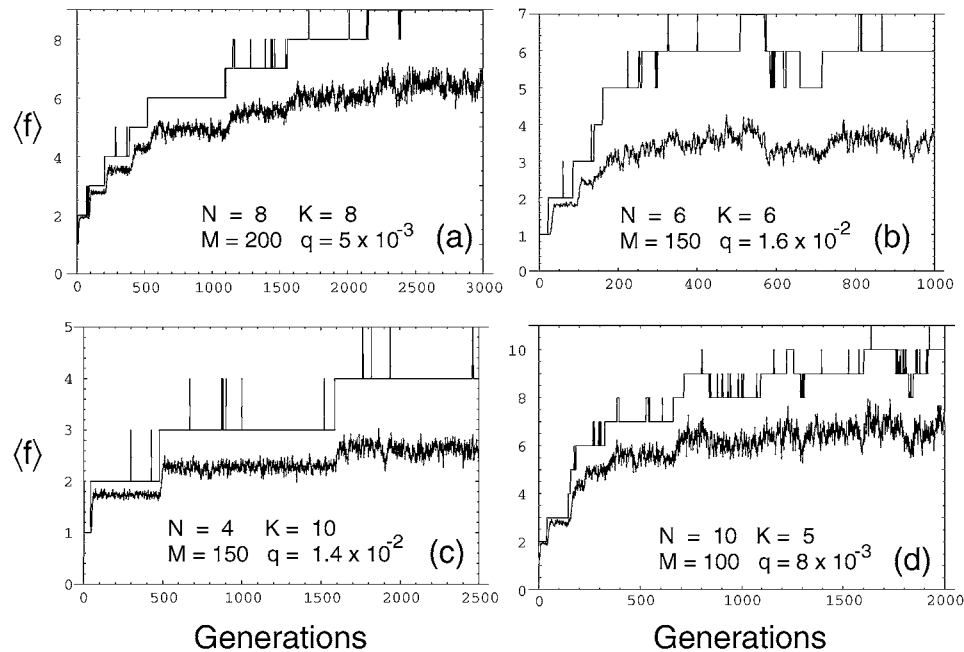 8
6
4
2
0
⟨f⟩
N = 8 K = 8
M = 200 q = 5 x 10⁻³
(a)
0 500 1000 1500 2000 2500 3000
7
6
5
4
3
2
1
0
N = 6 K = 6
M = 150 q = 1.6 x 10⁻²
(b)
0 200 400 600 800 1000
5
4
3
2
1
0
⟨f⟩
N = 4 K = 10
M = 150 q = 1.4 x 10⁻²
(c)
0 500 1000 1500 2000 2500
Generations
10
8
6
4
2
0
N = 10 K = 5
M = 100 q = 8 x 10⁻³
(d)
0 500 1000 1500 2000
Generations